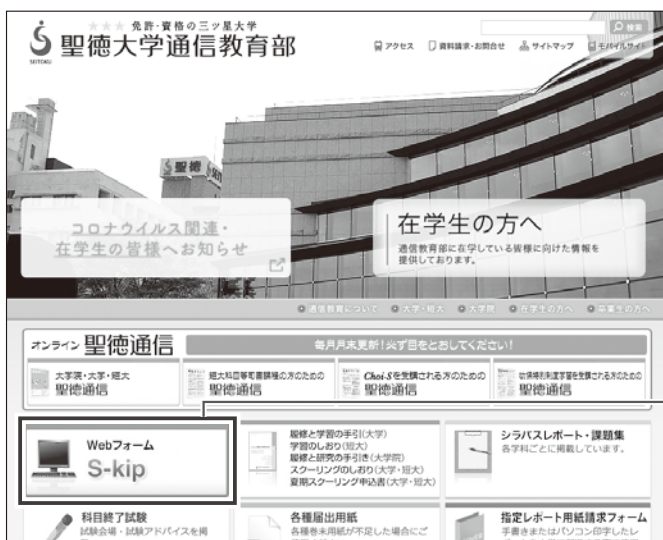 ★★★ 免許・資格の三ツ星大学
聖徳大学通信教育部
SEITOKU
検索
アクセス
資料請求・お問合せ
サイトマップ
モバイルサイト
聖徳
コロナウイルス関連・
在学生の皆様へお知らせ
在学生の方へ
通信教育部に在学している皆様に向けた情報を
提供しております。
通信教育について
大学・短大
大学院
在学生の方へ
卒業生の方へ
オンライン 聖徳通信
毎月月末更新!必ず目をとおしてください!
大学院・大学・短大
聖徳通信
短大科目等履修課程の方のための
聖徳通信
Choi-Sを受講される方のための
聖徳通信
幼保特例制度学習を受講される方のための
聖徳通信
Webフォーム
S-kip
履修と学習の手引(大学)
学習のしおり(短大)
履修と研究の手引き(大学院)
スクーリングのしおり(大学・短大)
夏期スクーリング申込書(大学・短大)
シラバスレポート・課題集
各学科ごとに掲載しています。
科目終了試験
試験会場・試験アドバイスを掲
各種届出用紙
各種巻末用紙が不足した場合にご
指定レポート用紙請求フォーム
手書きまたはパソコン印字したレ